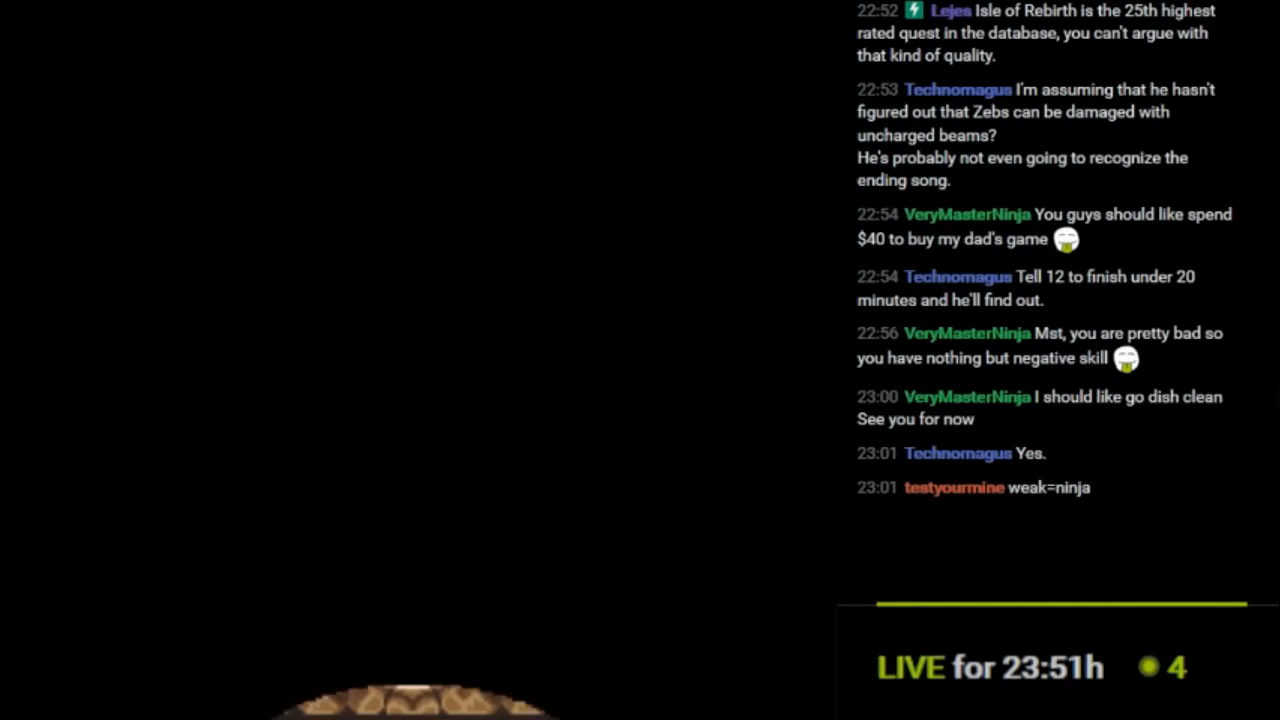 22:52 Lejes Isle of Rebirth is the 25th highest
rated quest in the database, you can't argue with
that kind of quality.
22:53 Technomagus I'm assuming that he hasn't
figured out that Zebs can be damaged with
uncharged beams?
He's probably not even going to recognize the
ending song.
22:54 VeryMasterNinja You guys should like spend
$40 to buy my dad's game
22:54 Technomagus Tell 12 to finish under 20
minutes and he'll find out.
22:56 VeryMasterNinja Mst, you are pretty bad so
you have nothing but negative skill
23:00 VeryMasterNinja I should like go dish clean
See you for now
23:01 Technomagus Yes.
23:01 testyourmine weak=ninja
LIVE for 23:51h 4